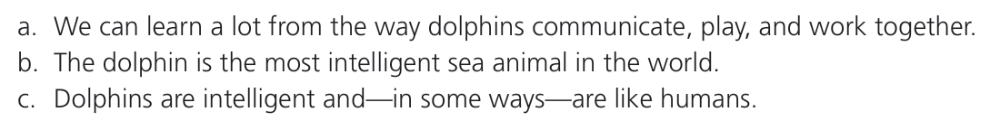 a. We can learn a lot from the way dolphins communicate, play, and work together.
b. The dolphin is the most intelligent sea animal in the world.
c. Dolphins are intelligent and—in some ways—are like humans.